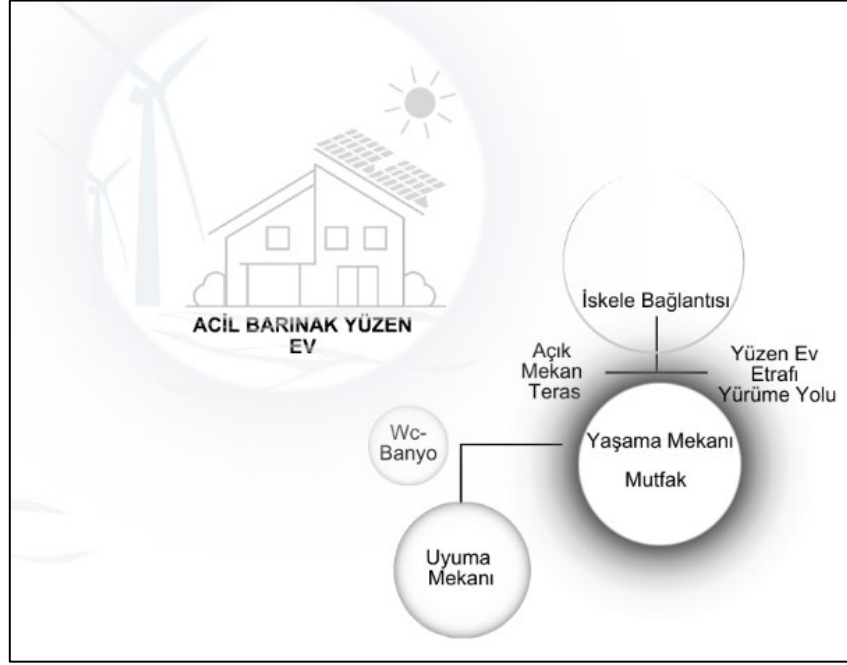 ACİL BARINAK YÜZEN
EV
İskele Bağlantısı
Açık
Mekan
Teras
Yüzen Ev
Etrafı
Yürüme Yolu
Wc-
Banyo
Yaşama Mekanı
Mutfak
Uyuma
Mekanı